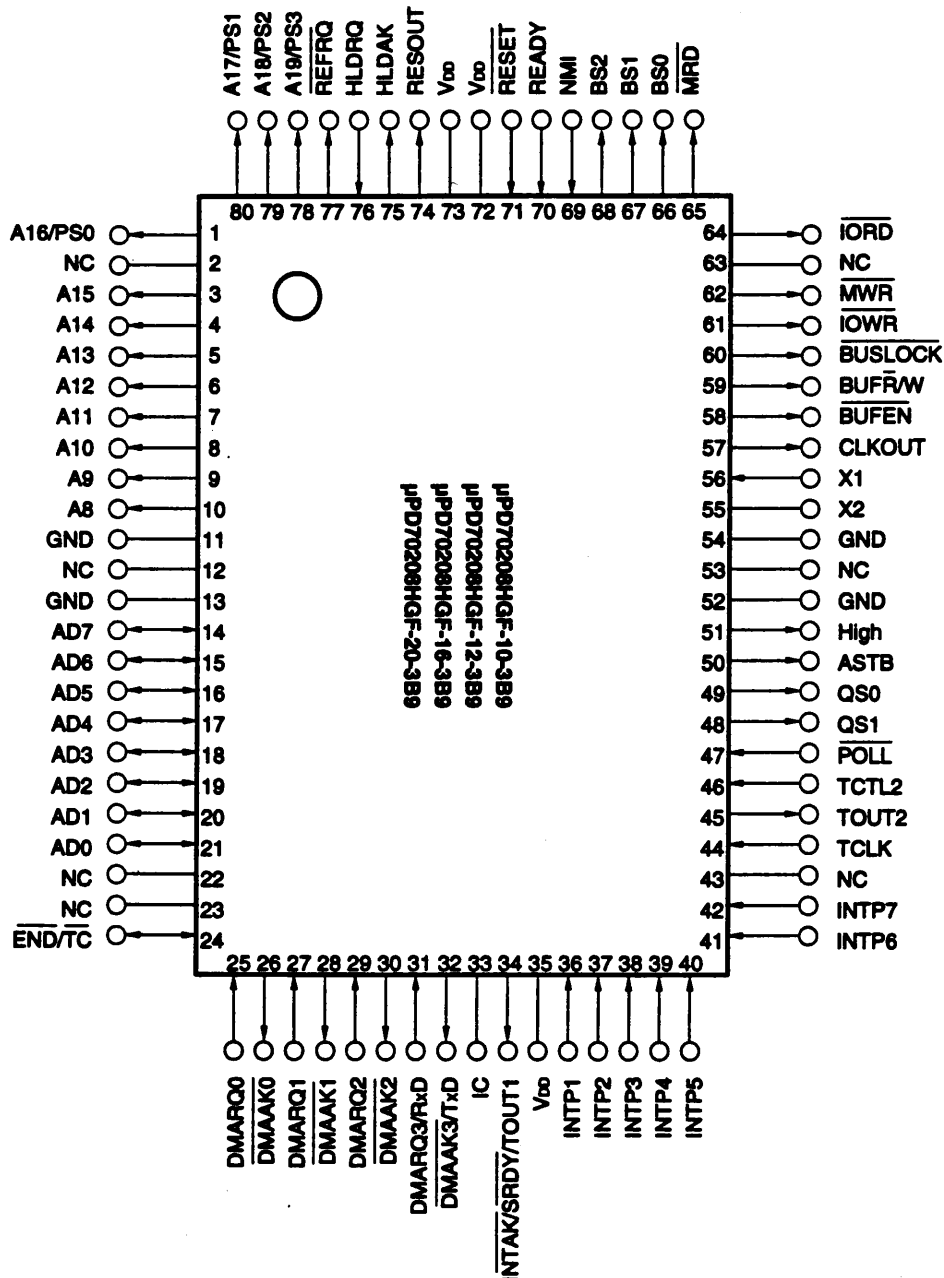 A17/PS1
A18/PS2
A19/PS3
REFRQ
HLDRQ
HLDAK
RESOUT
VDD
VDD
RESET
READY
NMI
BS2
BS1
BS0
MRD
80 79 78 77 76 75 74 73 72 71 70 69 68 67 66 65
A16/PS0 1
NC 2
A15 3
A14 4
A13 5
A12 6
A11 7
A10 8
A9 9
A8 10
GND 11
NC 12
GND 13
AD7 14
AD6 15
AD5 16
AD4 17
AD3 18
AD2 19
AD1 20
AD0 21
NC 22
NC 23
END/TC 24
µPD70208HGF-10-3B9
µPD70208HGF-12-3B9
µPD70208HGF-16-3B9
µPD70208HGF-20-3B9
64 IORD
63 NC
62 MWR
61 IOWR
60 BUSLOCK
59 BUFR/W
58 BUFEN
57 CLKOUT
56 X1
55 X2
54 GND
53 NC
52 GND
51 High
50 ASTB
49 QS0
48 QS1
47 POLL
46 TCTL2
45 TOUT2
44 TCLK
43 NC
42 INTP7
41 INTP6
25 26 27 28 29 30 31 32 33 34 35 36 37 38 39 40
DMARQ0
DMAAK0
DMARQ1
DMAAK1
DMARQ2
DMAAK2
DMARQ3/RxD
DMAAK3/TxD
IC
INTAK/SRDY/TOUT1
VDD
INTP1
INTP2
INTP3
INTP4
INTP5